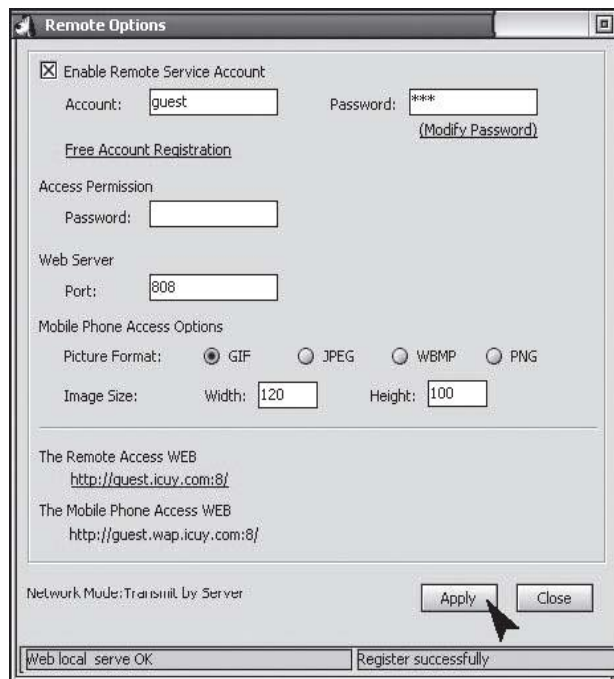 Remote Options
Enable Remote Service Account
Account: guest Password: ***
(Modify Password)
Free Account Registration
Access Permission
Password:
Web Server
Port: 808
Mobile Phone Access Options
Picture Format: GIF JPEG WBMP PNG
Image Size: Width: 120 Height: 100
The Remote Access WEB
http://guest.icuy.com:8/
The Mobile Phone Access WEB
http://guest.wap.icuy.com:8/
Network Mode:Transmit by Server
Apply Close
Web local serve OK Register successfully